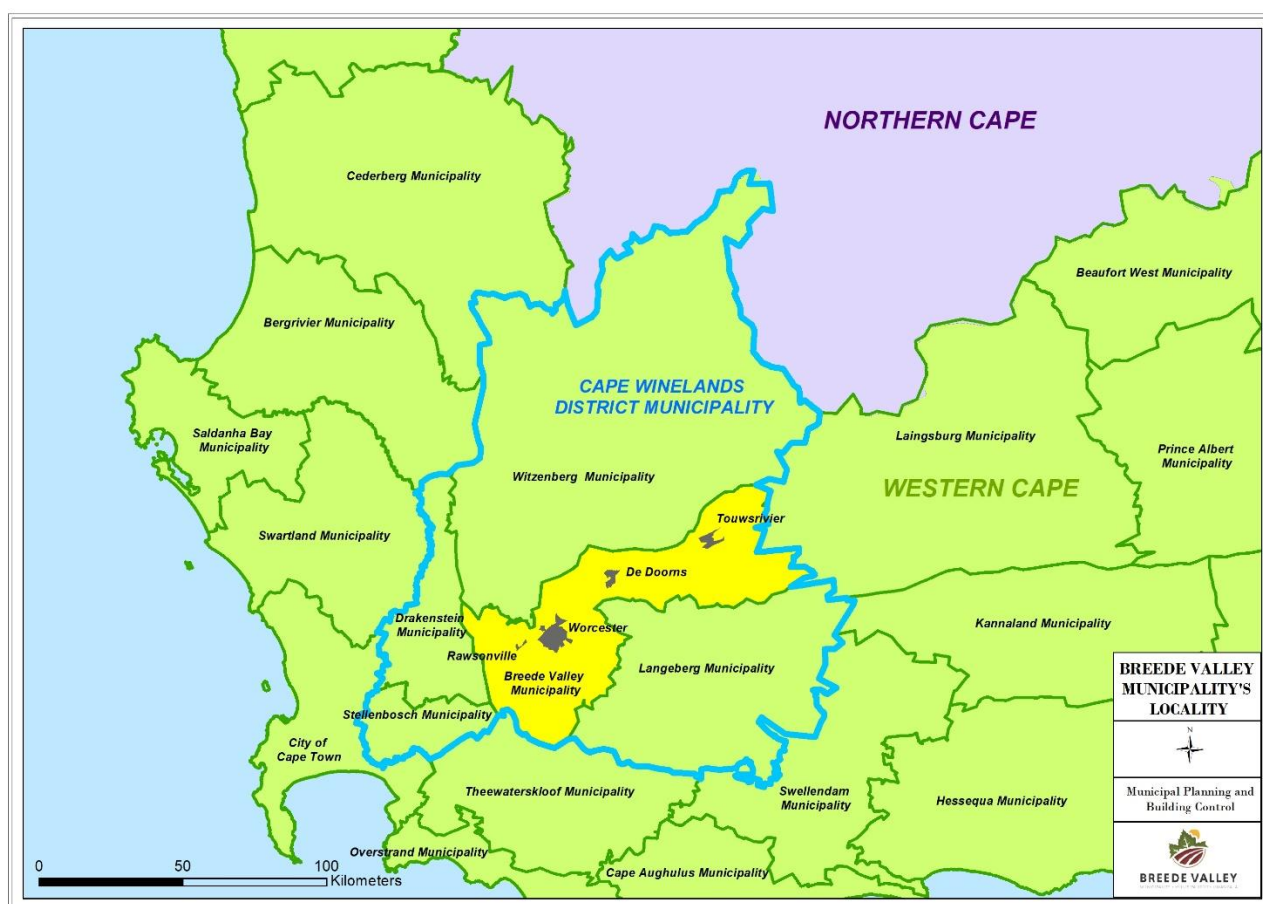 NORTHERN CAPE
Cederberg Municipality
Beaufort West Municipality
Bergrivier Municipality
CAPE WINELANDS
DISTRICT MUNICIPALITY
Saldanha Bay
Municipality
Laingsburg Municipality
Prince Albert
Municipality
Witzenberg Municipality
WESTERN CAPE
Touwsrivier
Swartland Municipality
De Doorns
Drakenstein
Municipality
Worcester
Kannaland Municipality
Rawsonville
Langeberg Municipality
Breede Valley
Municipality
Stellenbosch Municipality
City of
Cape Town
Theewaterskloof Municipality
Swellendam
Municipality
Hessequa Municipality
Overstrand Municipality
Cape Aughulus Municipality
0 50 100
Kilometers
BREEDE VALLEY
MUNICIPALITY'S
LOCALITY
N
Municipal Planning and
Building Control
BREEDE VALLEY